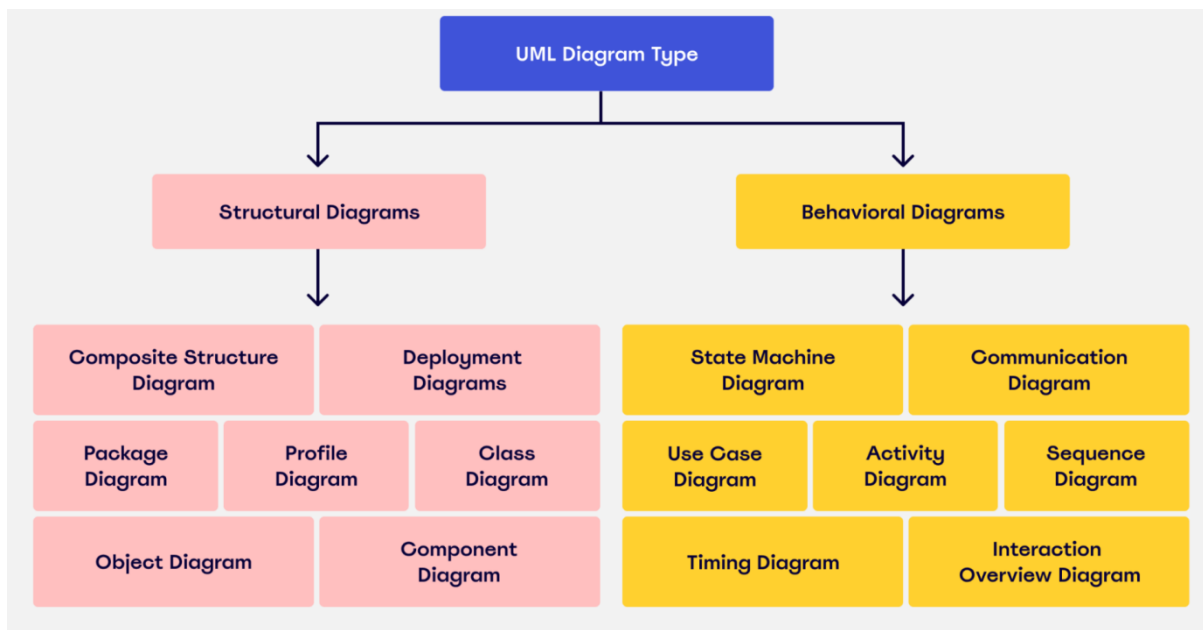 UML Diagram Type
Structural Diagrams
Behavioral Diagrams
Composite Structure
Diagram
Deployment
Diagrams
State Machine
Diagram
Communication
Diagram
Package
Diagram
Profile
Diagram
Class
Diagram
Use Case
Diagram
Activity
Diagram
Sequence
Diagram
Object Diagram
Component
Diagram
Timing Diagram
Interaction
Overview Diagram